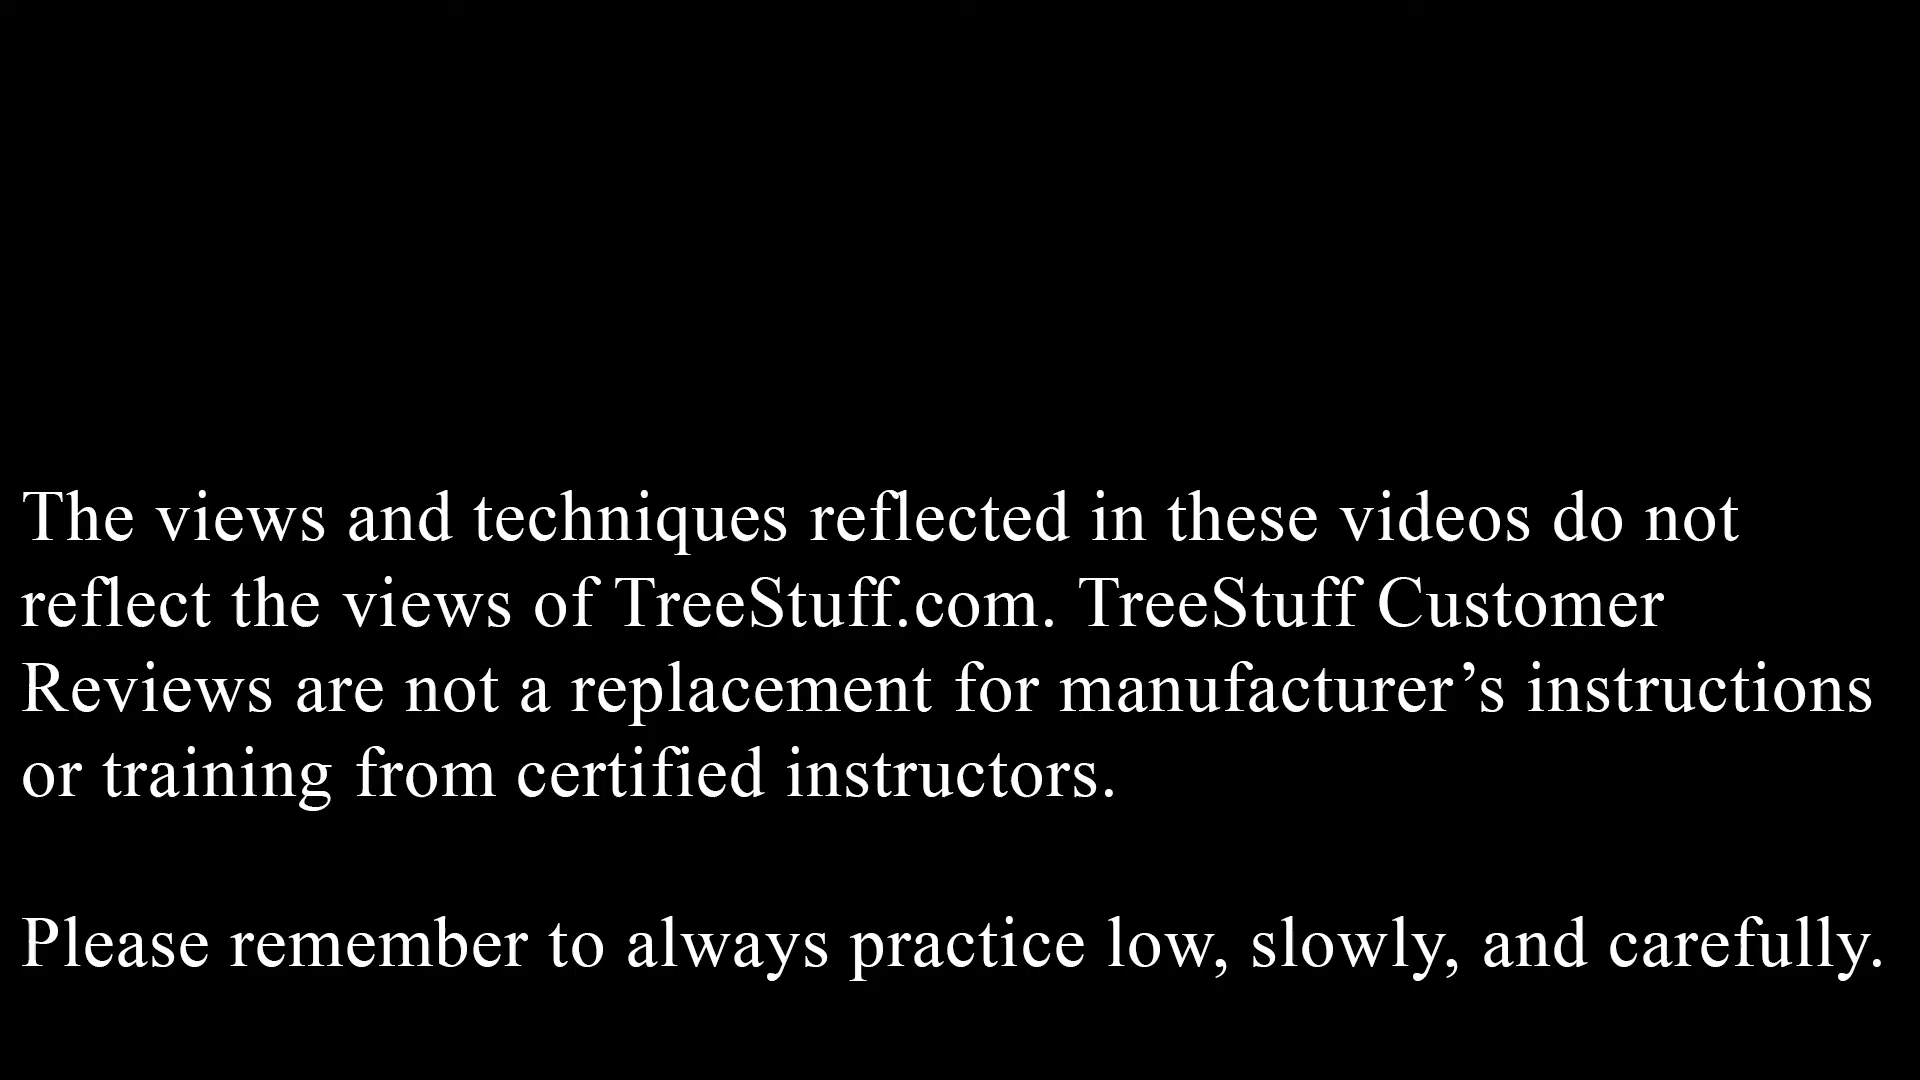 The views and techniques reflected in these videos do not
reflect the views of TreeStuff.com. TreeStuff Customer
Reviews are not a replacement for manufacturer’s instructions
or training from certified instructors.
Please remember to always practice low, slowly, and carefully.